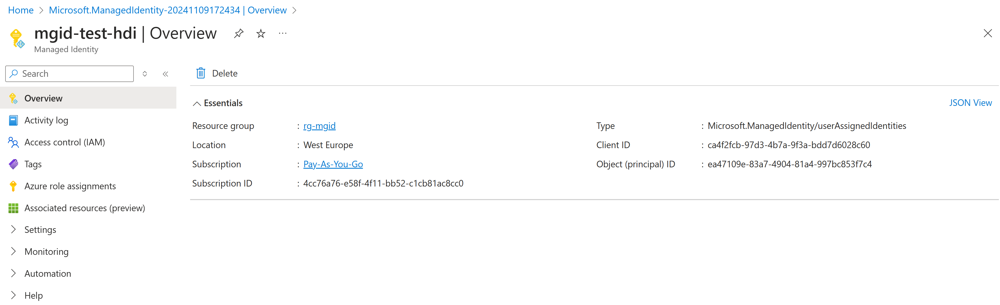 Home > Microsoft.ManagedIdentity-20241109172434 | Overview >
mgid-test-hdi | Overview
Managed Identity
Search
Delete
Overview
Activity log
Access control (IAM)
Tags
Azure role assignments
Associated resources (preview)
Settings
Monitoring
Automation
Help
Essentials
JSON View
Resource group : rg-mgid
Location : West Europe
Subscription : Pay-As-You-Go
Subscription ID : 4cc76a76-e58f-4f11-bb52-c1cb81ac8cc0
Type : Microsoft.ManagedIdentity/userAssignedIdentities
Client ID : ca4f2fcb-97d3-4b7a-9f3a-bdd7d6028c60
Object (principal) ID : ea47109e-83a7-4904-81a4-997bc853f7c4